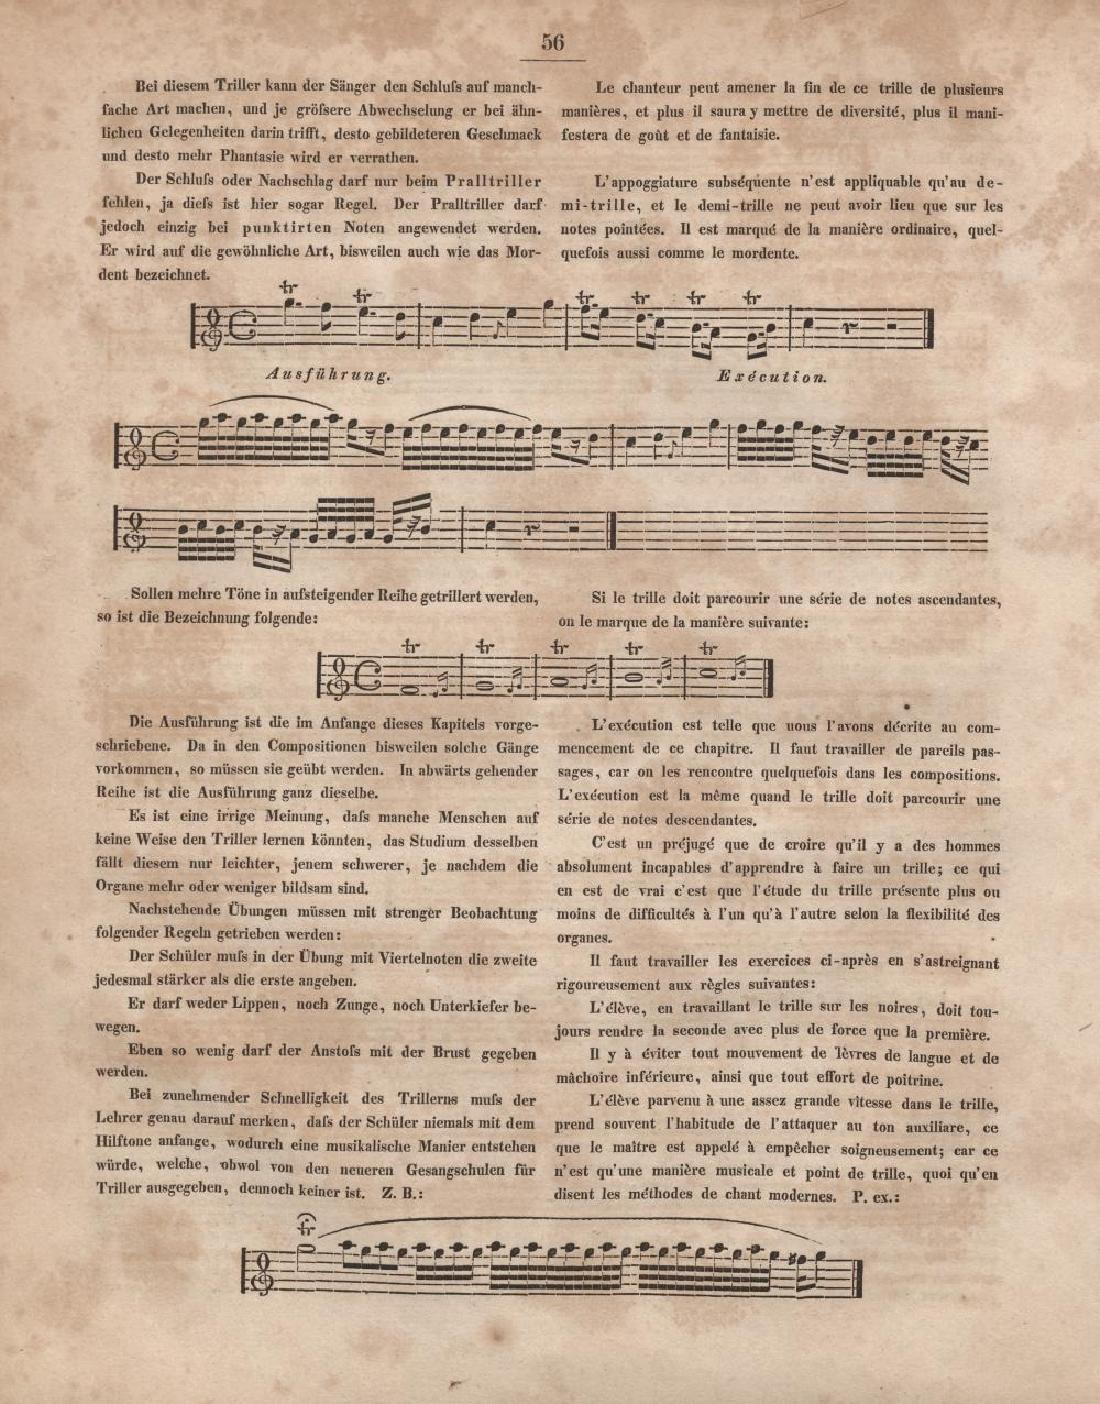 56
Bei diesem Triller kann der Sänger den Schluſs auf manch-
fache Art machen, und je gröſsere Abwechselung er bei ähn-
lichen Gelegenheiten darin trifft, desto gebildeteren Geschmack
und desto mehr Phantasie wird er verrathen.
Der Schluſs oder Nachschlag darf nur beim Pralltriller
fehlen, ja dieſs ist hier sogar Regel. Der Pralltriller darf
jedoch einzig bei punktirten Noten angewendet werden.
Er wird auf die gewöhnliche Art, bisweilen auch wie das Mor-
dent bezeichnet.
Le chanteur peut amener la fin de ce trille de plusieurs
manières, et plus il saura y mettre de diversité, plus il mani-
festera de goùt et de fantaisie.
L'appoggiature subséquente n'est appliquable qu'au de-
mi-trille, et le demi-trille ne peut avoir lieu que sur les
notes pointées. Il est marqué de la manière ordinaire, quel-
quefois aussi comme le mordente.
tr tr tr tr tr tr
Ausführung. Exécution.
Sollen mehre Töne in aufsteigender Reihe getrillert werden,
so ist die Bezeichnung folgende:
Si le trille doit parcourir une série de notes ascendantes,
on le marque de la manière suivante:
tr tr tr tr tr
Die Ausführung ist die im Anfange dieses Kapitels vorge-
schriebene. Da in den Compositionen bisweilen solche Gänge
vorkommen, so müssen sie geübt werden. In abwärts gehender
Reihe ist die Ausführung ganz dieselbe.
Es ist eine irrige Meinung, daſs manche Menschen auf
keine Weise den Triller lernen könnten, das Studium desselben
fällt diesem nur leichter, jenem schwerer, je nachdem die
Organe mehr oder weniger bildsam sind.
Nachstehende Übungen müssen mit strenger Beobachtung
folgender Regeln getrieben werden:
Der Schüler muſs in der Übung mit Viertelnoten die zweite
jedesmal stärker als die erste angeben.
Er darf weder Lippen, noch Zunge, noch Unterkiefer be-
wegen.
Eben so wenig darf der Anstoſs mit der Brust gegeben
werden.
Bei zunehmender Schnelligkeit des Trillerns muſs der
Lehrer genau darauf merken, daſs der Schüler niemals mit dem
Hilftone anfange, wodurch eine musikalische Manier entstehen
würde, welche, obwol von den neueren Gesangschulen für
Triller ausgegeben, dennoch keiner ist. Z. B.:
L'exécution est telle que nous l'avons décrite au com-
mencement de ce chapitre. Il faut travailler de pareils pas-
sages, car on les rencontre quelquefois dans les compositions.
L'exécution est la même quand le trille doit parcourir une
série de notes descendantes.
C'est un préjugé que de croire qu'il y a des hommes
absolument incapables d'apprendre à faire un trille; ce qui
en est de vrai c'est que l'étude du trille présente plus ou
moins de difficultés à l'un qu'à l'autre selon la flexibilité des
organes.
Il faut travailler les exercices ci-après en s'astreignant
rigoureusement aux règles suivantes:
L'élève, en travaillant le trille sur les noires, doit tou-
jours rendre la seconde avec plus de force que la première.
Il y à éviter tout mouvement de lèvres de langue et de
màchoire inférieure, ainsi que tout effort de poitrine.
L'élève parvenu à une assez grande vitesse dans le trille,
prend souvent l'habitude de l'attaquer au ton auxiliare, ce
que le maître est appelé à empêcher soigneusement; car ce
n'est qu'une manière musicale et point de trille, quoi qu'en
disent les méthodes de chant modernes. P. ex.:
tr